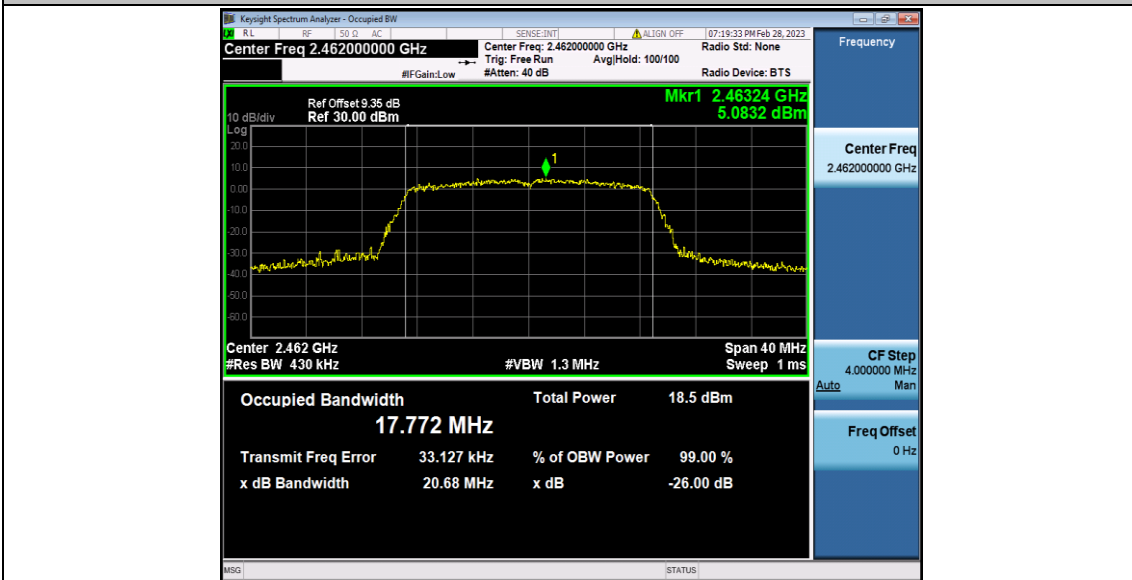 Keysight Spectrum Analyzer - Occupied BW
RL RF 50 Ω AC SENSE:INT ALIGN OFF 07:19:33 PM Feb 28, 2023
Center Freq 2.462000000 GHz
Center Freq: 2.462000000 GHz Radio Std: None
Trig: Free Run Avg|Hold: 100/100
#IFGain:Low #Atten: 40 dB Radio Device: BTS
Frequency
Ref Offset 9.35 dB
10 dB/div Ref 30.00 dBm
Mkr1 2.46324 GHz
5.0832 dBm
Log
20.0
10.0
0.00
-10.0
-20.0
-30.0
-40.0
-50.0
-60.0
1
Center 2.462 GHz Span 40 MHz
#Res BW 430 kHz #VBW 1.3 MHz Sweep 1 ms
Center Freq
2.462000000 GHz
CF Step
4.000000 MHz
Auto Man
Freq Offset
0 Hz
Occupied Bandwidth Total Power 18.5 dBm
17.772 MHz
Transmit Freq Error 33.127 kHz % of OBW Power 99.00 %
x dB Bandwidth 20.68 MHz x dB -26.00 dB
MSG STATUS